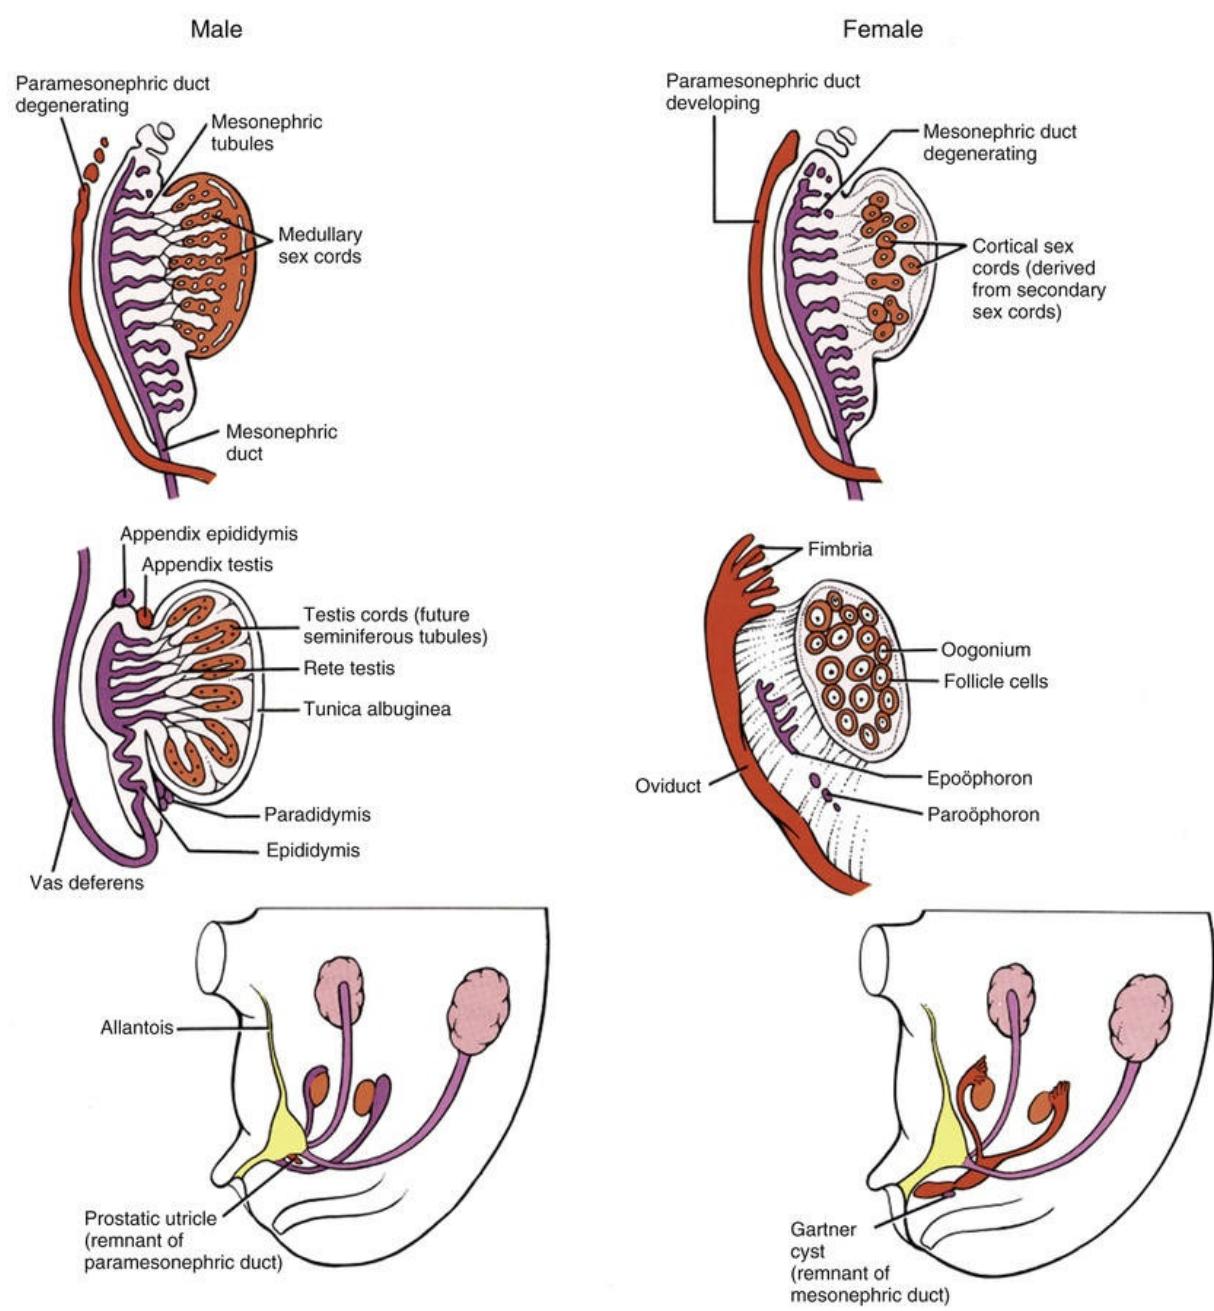 Male
Female
Paramesonephric duct
degenerating
Mesonephric
tubules
Medullary
sex cords
Mesonephric
duct
Paramesonephric duct
developing
Mesonephric duct
degenerating
Cortical sex
cords (derived
from secondary
sex cords)
Appendix epididymis
Appendix testis
Testis cords (future
seminiferous tubules)
Rete testis
Tunica albuginea
Paradidymis
Epididymis
Vas deferens
Fimbria
Oogonium
Follicle cells
Epoöphoron
Oviduct
Paroöphoron
Allantois
Prostatic utricle
(remnant of
paramesonephric duct)
Gartner
cyst
(remnant of
mesonephric duct)